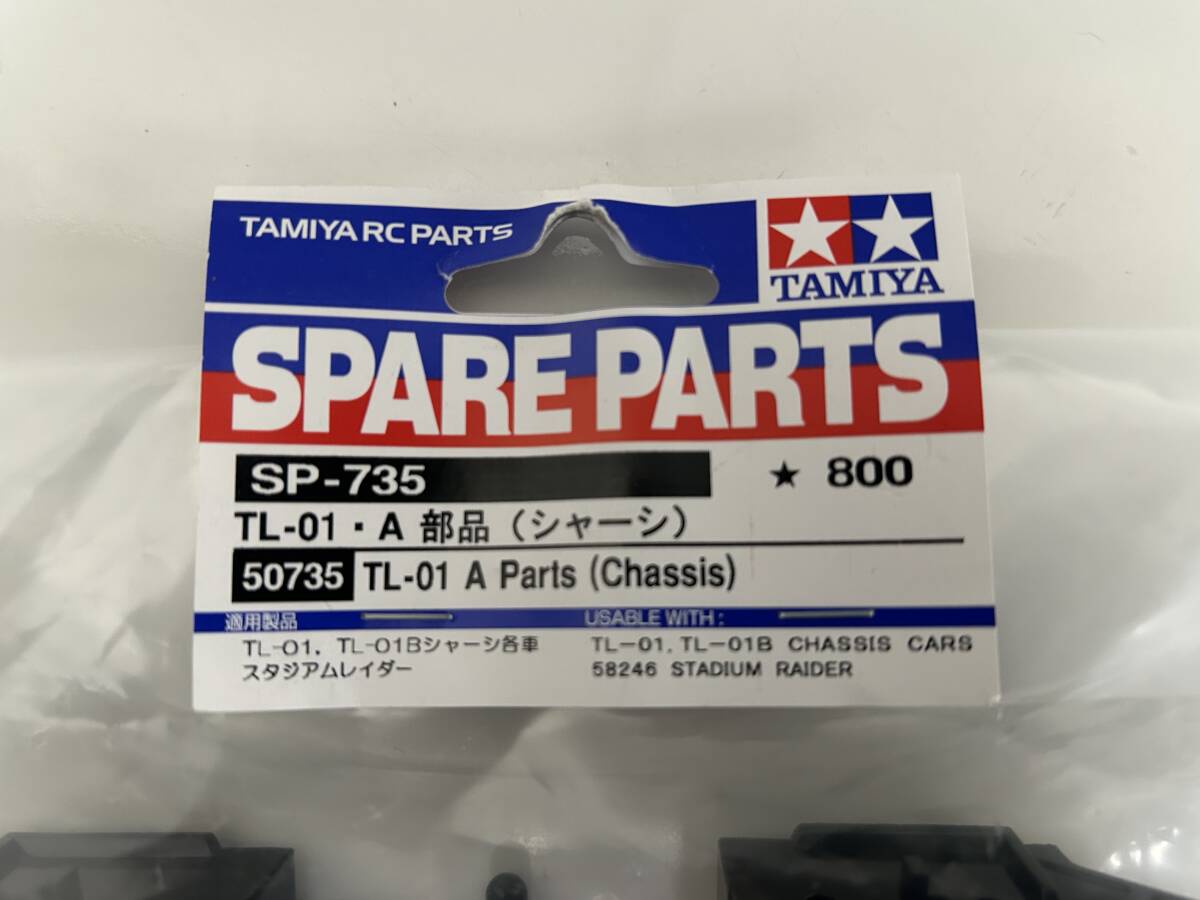 TAMIYA RC PARTS
TAMIYA
SPARE PARTS
SP-735 ★ 800
TL-01・A 部品（シャーシ）
50735 TL-01 A Parts (Chassis)
適用製品 USABLE WITH:
TL-01, TL-01Bシャーシ各車
スタジアムレイダー
TL-01, TL-01B CHASSIS CARS
58246 STADIUM RAIDER